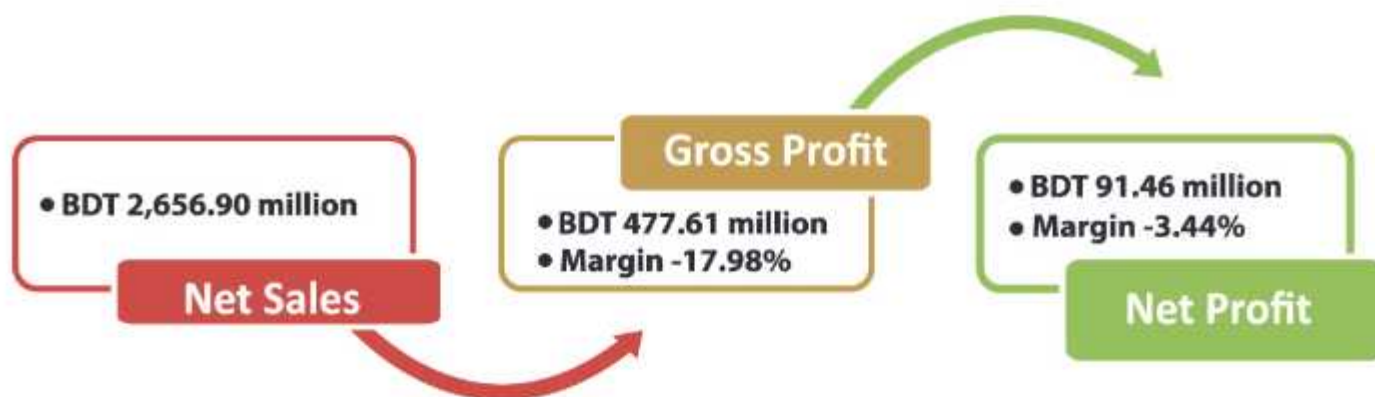 • BDT 2,656.90 million
Net Sales
Gross Profit
• BDT 477.61 million
• Margin -17.98%
• BDT 91.46 million
• Margin -3.44%
Net Profit